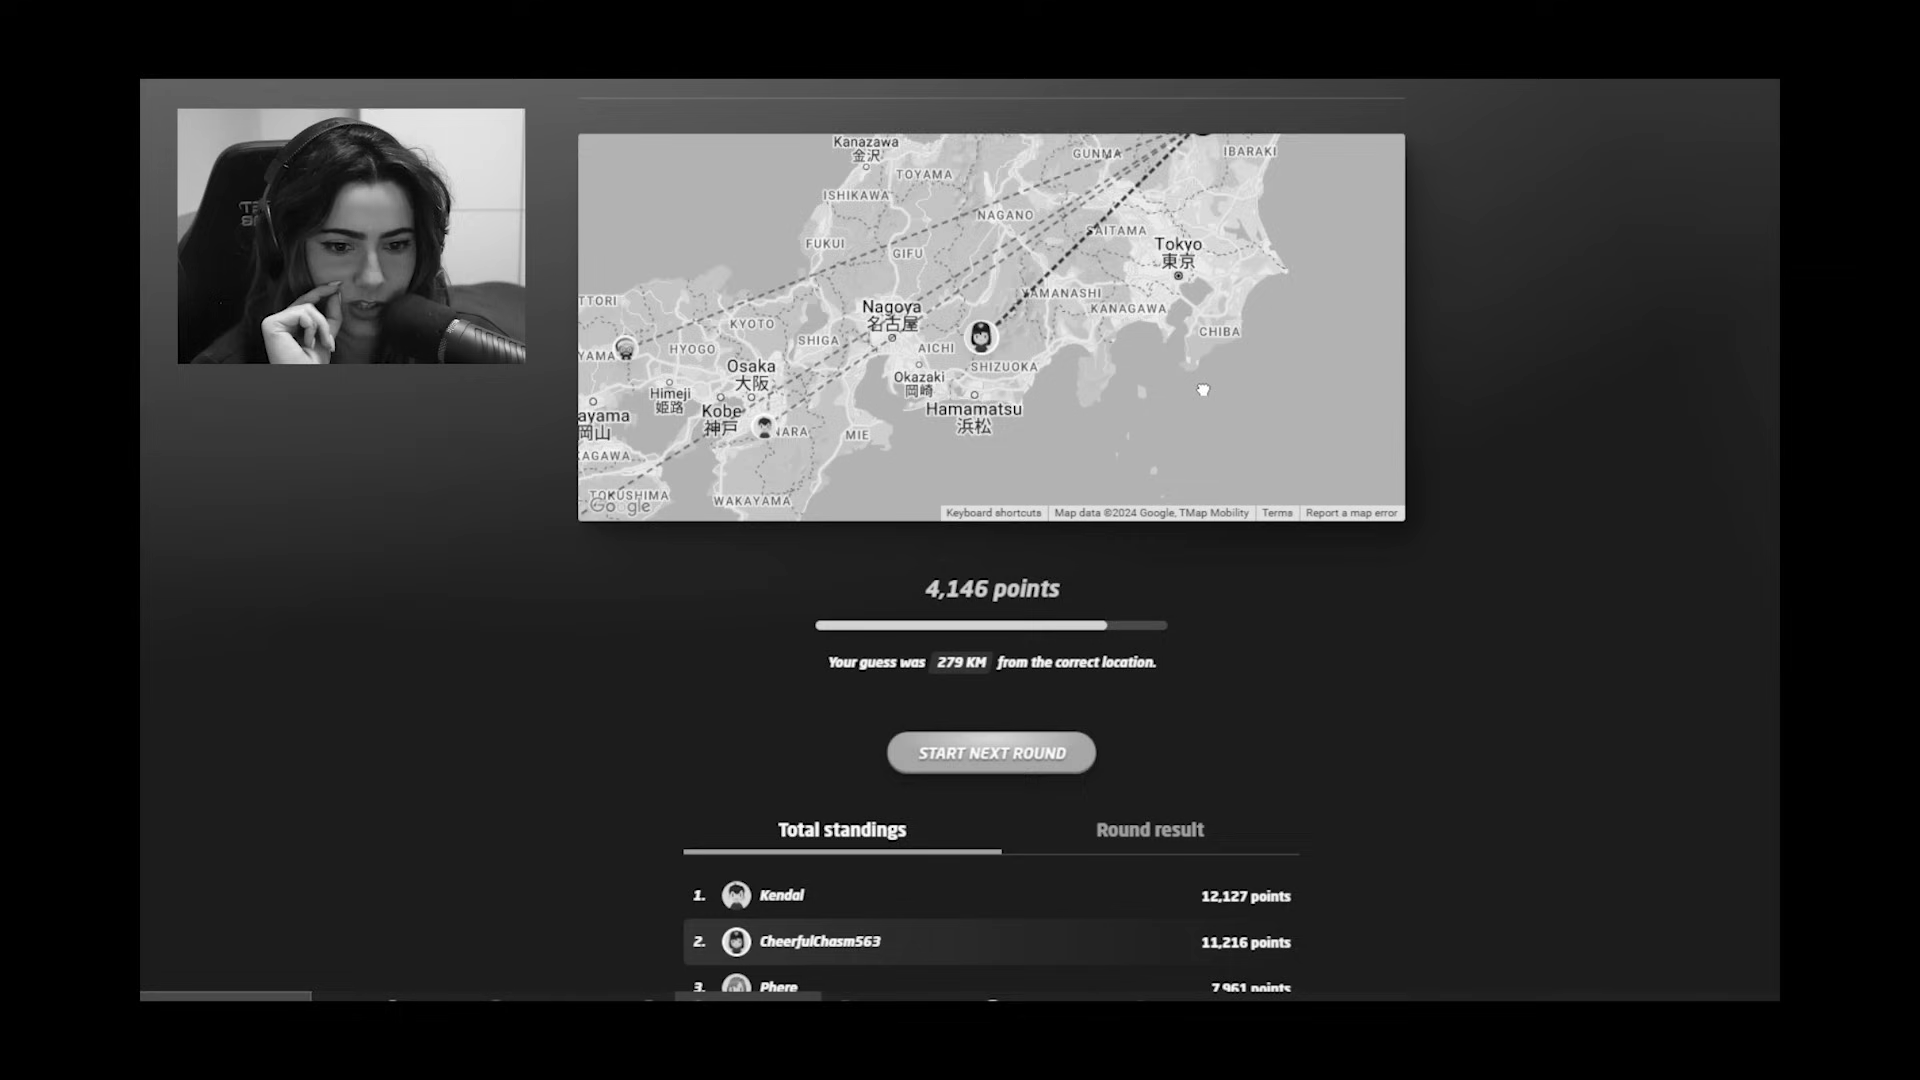 Kanazawa
金沢
TOYAMA
ISHIKAWA
GUNMA
IBARAKI
NAGANO
FUKUI
GIFU
SAITAMA
Tokyo
東京
TTORI
KYOTO
Nagoya
名古屋
YAMANASHI
KANAGAWA
CHIBA
YAMA
HYOGO
SHIGA
AICHI
SHIZUOKA
Osaka
大阪
Himeji
姫路
Okazaki
岡崎
ayama
岡山
Kobe
神戸
Hamamatsu
浜松
NARA
MIE
KAGAWA
TOKUSHIMA
WAKAYAMA
Google
Keyboard shortcuts Map data ©2024 Google, TMap Mobility Terms Report a map error
4,146 points
Your guess was 279 KM from the correct location.
START NEXT ROUND
Total standings Round result
1. Kendal 12,127 points
2. CheerfulChasm563 11,216 points
3. Phere 7,961 points